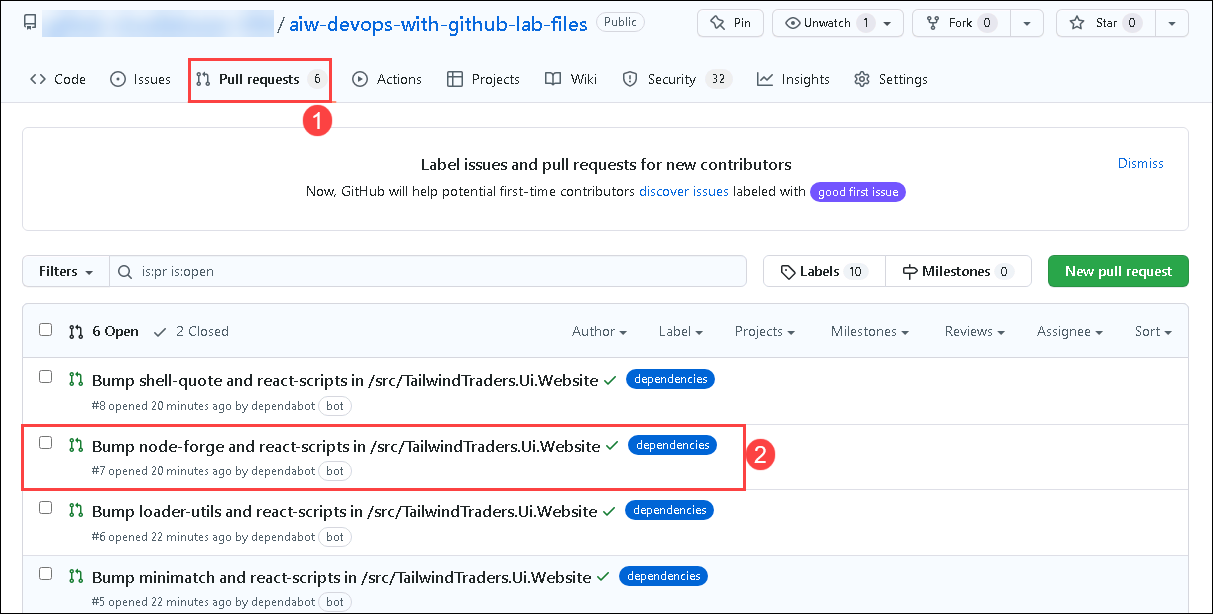 / aiw-devops-with-github-lab-files Public Pin Unwatch 1 Fork 0 Star 0
Code Issues Pull requests 6 Actions Projects Wiki Security 32 Insights Settings
1
Label issues and pull requests for new contributors Dismiss
Now, GitHub will help potential first-time contributors discover issues labeled with good first issue
Filters is:pr is:open Labels 10 Milestones 0 New pull request
6 Open 2 Closed Author Label Projects Milestones Reviews Assignee Sort
Bump shell-quote and react-scripts in /src/TailwindTraders.Ui.Website dependencies
#8 opened 20 minutes ago by dependabot bot
Bump node-forge and react-scripts in /src/TailwindTraders.Ui.Website dependencies
2
#7 opened 20 minutes ago by dependabot bot
Bump loader-utils and react-scripts in /src/TailwindTraders.Ui.Website dependencies
#6 opened 22 minutes ago by dependabot bot
Bump minimatch and react-scripts in /src/TailwindTraders.Ui.Website dependencies
#5 opened 22 minutes ago by dependabot bot